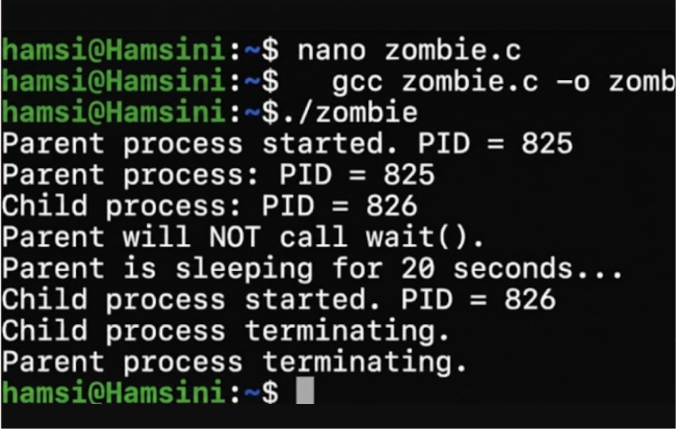 hamsi@Hamsini:~$ nano zombie.c
hamsi@Hamsini:~$   gcc zombie.c -o zomb
hamsi@Hamsini:~$./zombie
Parent process started. PID = 825
Parent process: PID = 825
Child process: PID = 826
Parent will NOT call wait().
Parent is sleeping for 20 seconds...
Child process started. PID = 826
Child process terminating.
Parent process terminating.
hamsi@Hamsini:~$